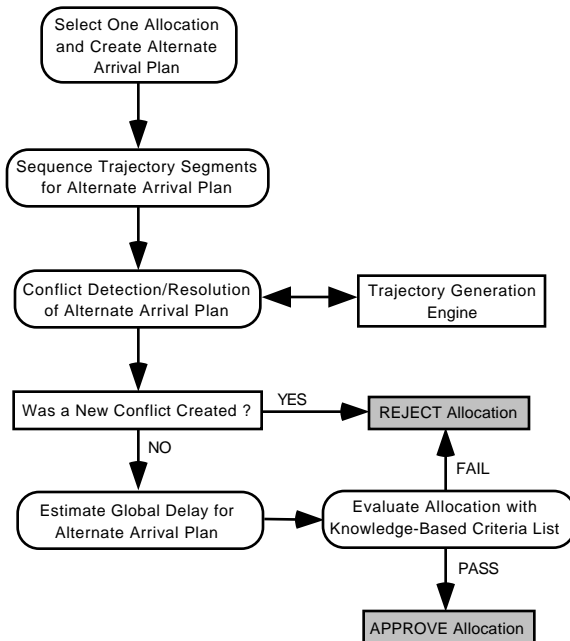 Select One Allocation
and Create Alternate
Arrival Plan
Sequence Trajectory Segments
for Alternate Arrival Plan
Conflict Detection/Resolution
of Alternate Arrival Plan
Trajectory Generation
Engine
Was a New Conflict Created ?
YES
REJECT Allocation
NO
FAIL
Estimate Global Delay for
Alternate Arrival Plan
Evaluate Allocation with
Knowledge-Based Criteria List
PASS
APPROVE Allocation